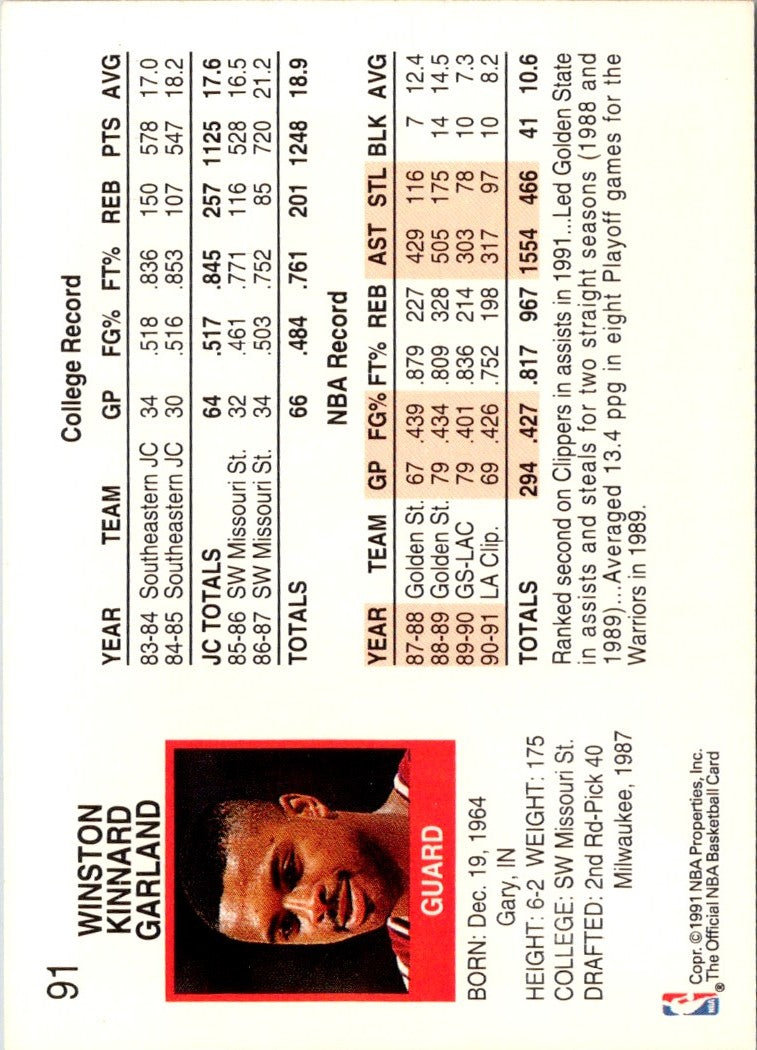 91
WINSTON
KINNARD
GARLAND
GUARD
BORN: Dec. 19, 1964
Gary, IN
HEIGHT: 6-2 WEIGHT: 175
COLLEGE: SW Missouri St.
DRAFTED: 2nd Rd-Pick 40
Milwaukee, 1987
NBA
®
Copr. ©1991 NBA Properties, Inc.
The Official NBA Basketball Card
College Record
YEAR TEAM GP FG% FT% REB PTS AVG
83-84 Southeastern JC 34 .518 .836 150 578 17.0
84-85 Southeastern JC 30 .516 .853 107 547 18.2
JC TOTALS 64 .517 .845 257 1125 17.6
85-86 SW Missouri St. 32 .461 .771 116 528 16.5
86-87 SW Missouri St. 34 .503 .752 85 720 21.2
TOTALS 66 .484 .761 201 1248 18.9
NBA Record
YEAR TEAM GP FG% FT% REB AST STL BLK AVG
87-88 Golden St. 67 .439 .879 227 429 116 7 12.4
88-89 Golden St. 79 .434 .809 328 505 175 14 14.5
89-90 GS-LAC 79 .401 .836 214 303 78 10 7.3
90-91 LA Clip. 69 .426 .752 198 317 97 10 8.2
TOTALS 294 .427 .817 967 1554 466 41 10.6
Ranked second on Clippers in assists in 1991...Led Golden State
in assists and steals for two straight seasons (1988 and
1989)...Averaged 13.4 ppg in eight Playoff games for the
Warriors in 1989.